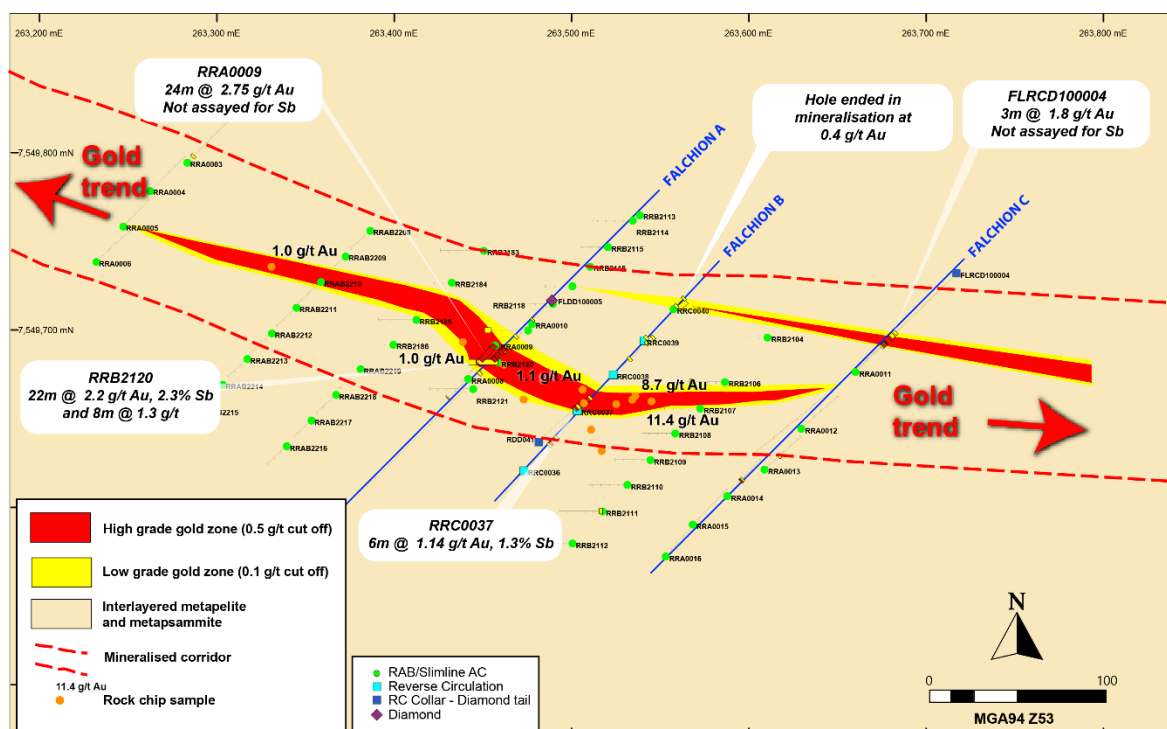 263,200 mE
263,300 mE
263,400 mE
263,500 mE
263,600 mE
263,700 mE
263,800 mE
7,549,800 mN
7,549,700 mN
RRA0009
24m @ 2.75 g/t Au
Not assayed for Sb
Hole ended in
mineralisation at
0.4 g/t Au
FLRCD100004
3m @ 1.8 g/t Au
Not assayed for Sb
Gold
trend
FALCHION A
FALCHION B
FALCHION C
RRA0003
RRA0004
RRA0005
RRA0006
RRB2113
RRB2114
RRB2115
RRAB2209
RRB2183
FLRCD100004
1.0 g/t Au
RRAB2210
RRB2184
RRB2118
FLDD100005
RRAB2211
RRC0040
RRB2185
RRA0010
RRAB2212
RRB2186
RRA0009
RRC0039
RRB2104
RRAB2213
1.0 g/t Au
RRB2120
RRAB2219
1.1 g/t Au
RRC0038
RRA0011
RRAB2214
RRA0008
RRB2106
8.7 g/t Au
RRAB2218
RRB2121
RRB2120
22m @ 2.2 g/t Au, 2.3% Sb
and 8m @ 1.3 g/t
B2215
RRC0037
RRB2107
11.4 g/t Au
Gold
trend
RRAB2217
RRB2108
RRA0012
RRAB2216
RDD041
RRB2109
RRA0013
RRC0036
RRB2110
RRA0014
RRB2111
RRA0015
RRC0037
6m @ 1.14 g/t Au, 1.3% Sb
RRB2112
RRA0016
High grade gold zone (0.5 g/t cut off)
Low grade gold zone (0.1 g/t cut off)
Interlayered metapelite
and metapsammite
Mineralised corridor
11.4 g/t Au
Rock chip sample
RAB/Slimline AC
Reverse Circulation
RC Collar - Diamond tail
Diamond
N
0
100
MGA94 Z53